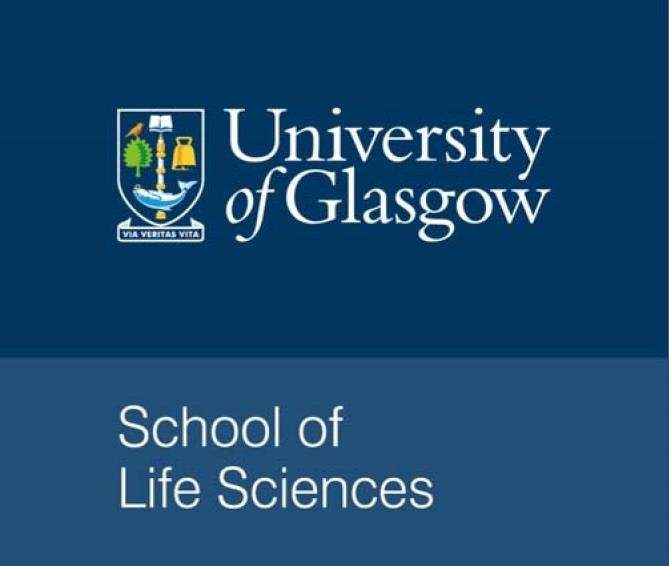 University
of Glasgow
VIA VERITAS VITA
School of
Life Sciences